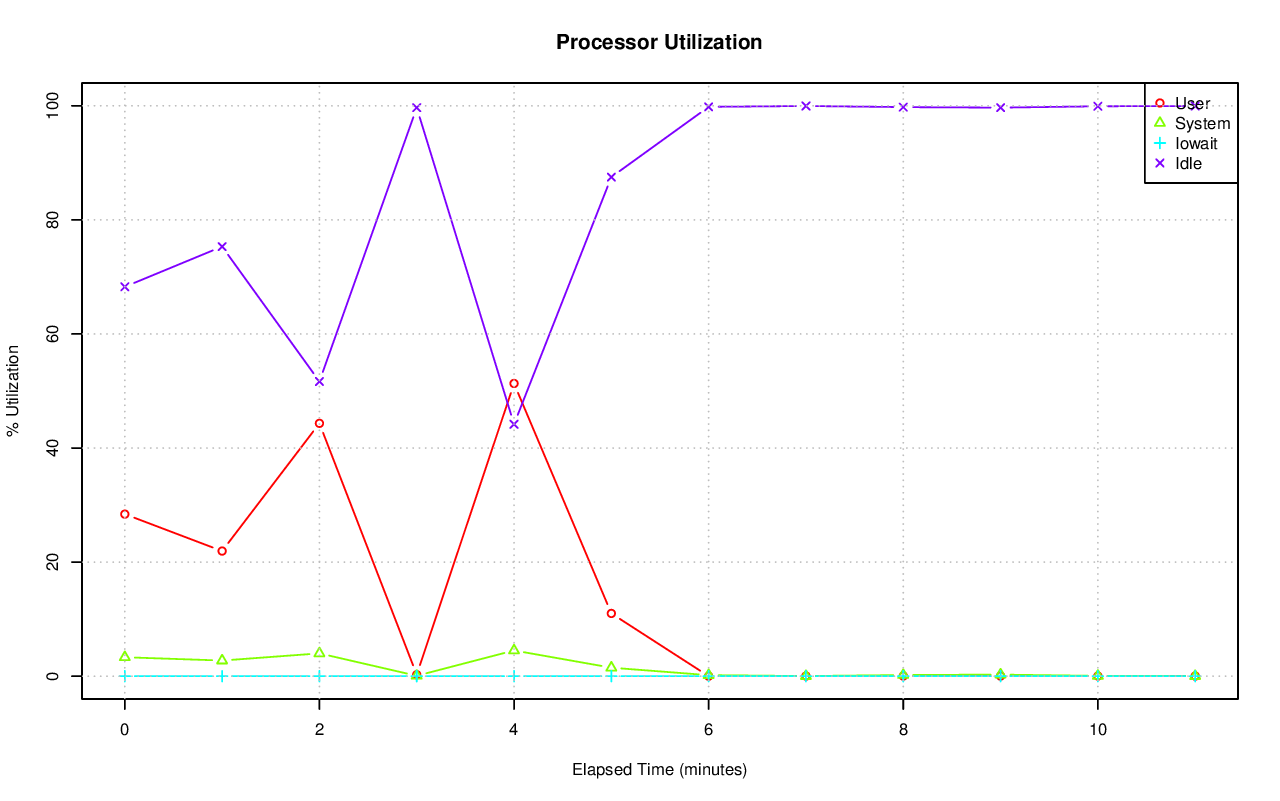 Processor Utilization
% Utilization
100
80
60
40
20
0
User
System
Iowait
Idle
0 2 4 6 8 10
Elapsed Time (minutes)